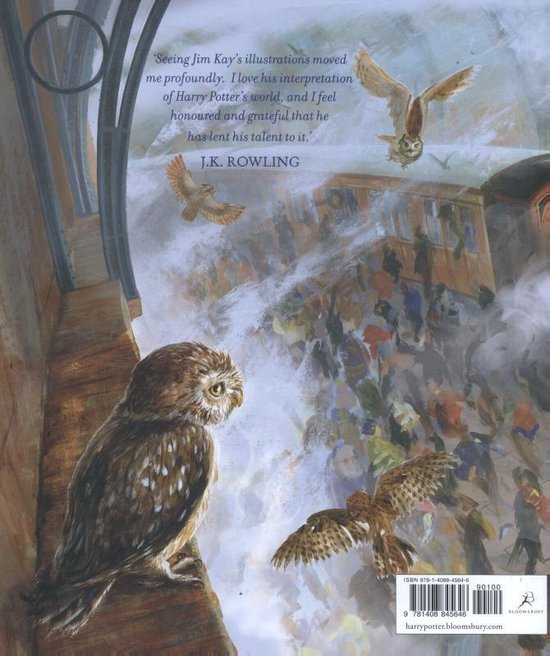 'Seeing Jim Kay's illustrations moved
me profoundly. I love his interpretation
of Harry Potter's world, and I feel
honoured and grateful that he
has lent his talent to it.'
J.K. ROWLING
ISBN 978-1-4088-4564-6
90100
9 781408 845646
BLOOMSBURY
harrypotter.bloomsbury.com